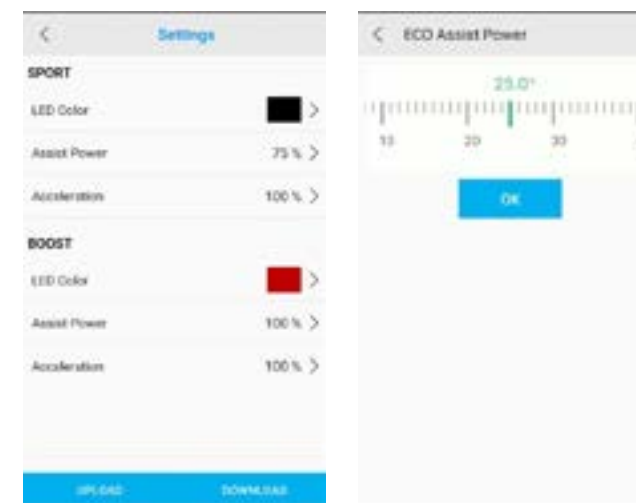 Settings
SPORT
LED Color
Assist Power 75 %
Acceleration 100 %
BOOST
LED Color
Assist Power 100 %
Acceleration 100 %
UPLOAD DOWNLOAD
ECO Assist Power
25.0°
10 20 30
OK